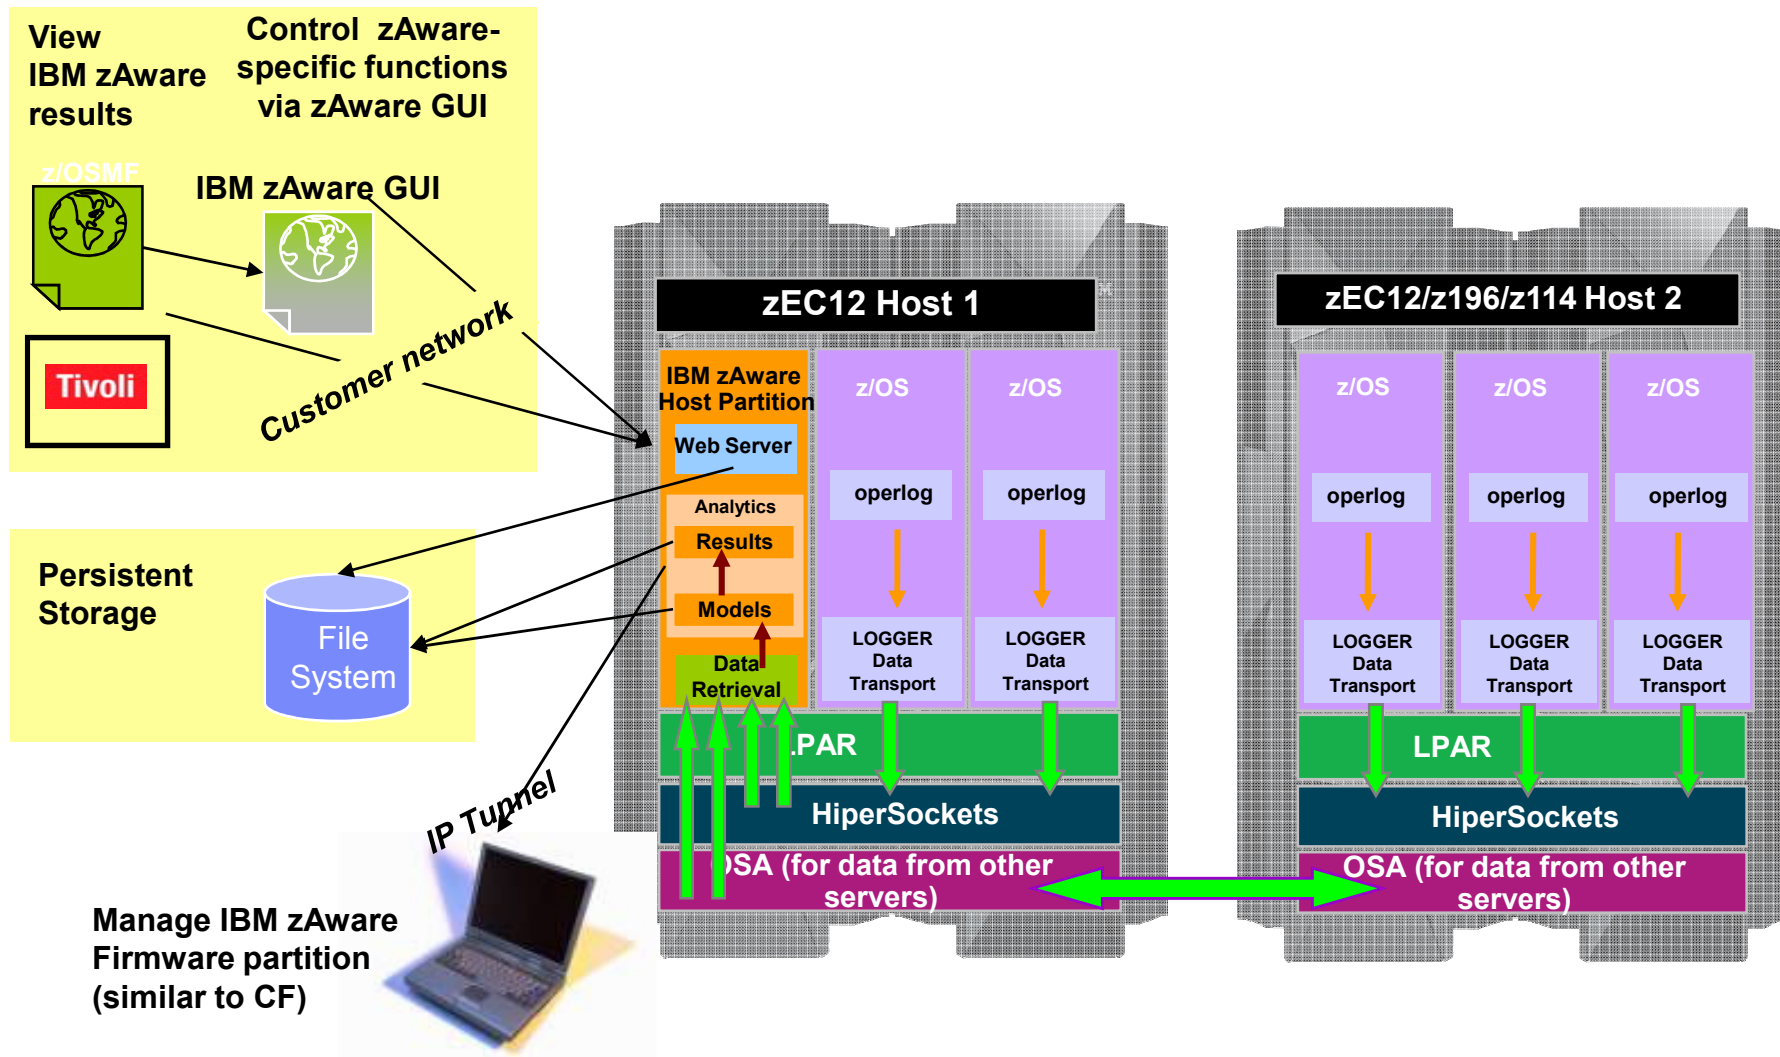 View
IBM zAware
results
Control zAware-
specific functions
via zAware GUI
z/OSMF
IBM zAware GUI
Tivoli
Customer network
Persistent
Storage
File
System
IP Tunnel
Manage IBM zAware
Firmware partition
(similar to CF)
zEC12 Host 1
IBM zAware
Host Partition
Web Server
Analytics
Results
Models
Data
Retrieval
z/OS
operlog
LOGGER
Data
Transport
z/OS
operlog
LOGGER
Data
Transport
LPAR
HiperSockets
OSA (for data from other
servers)
zEC12/z196/z114 Host 2
z/OS
operlog
LOGGER
Data
Transport
z/OS
operlog
LOGGER
Data
Transport
z/OS
operlog
LOGGER
Data
Transport
LPAR
HiperSockets
OSA (for data from other
servers)